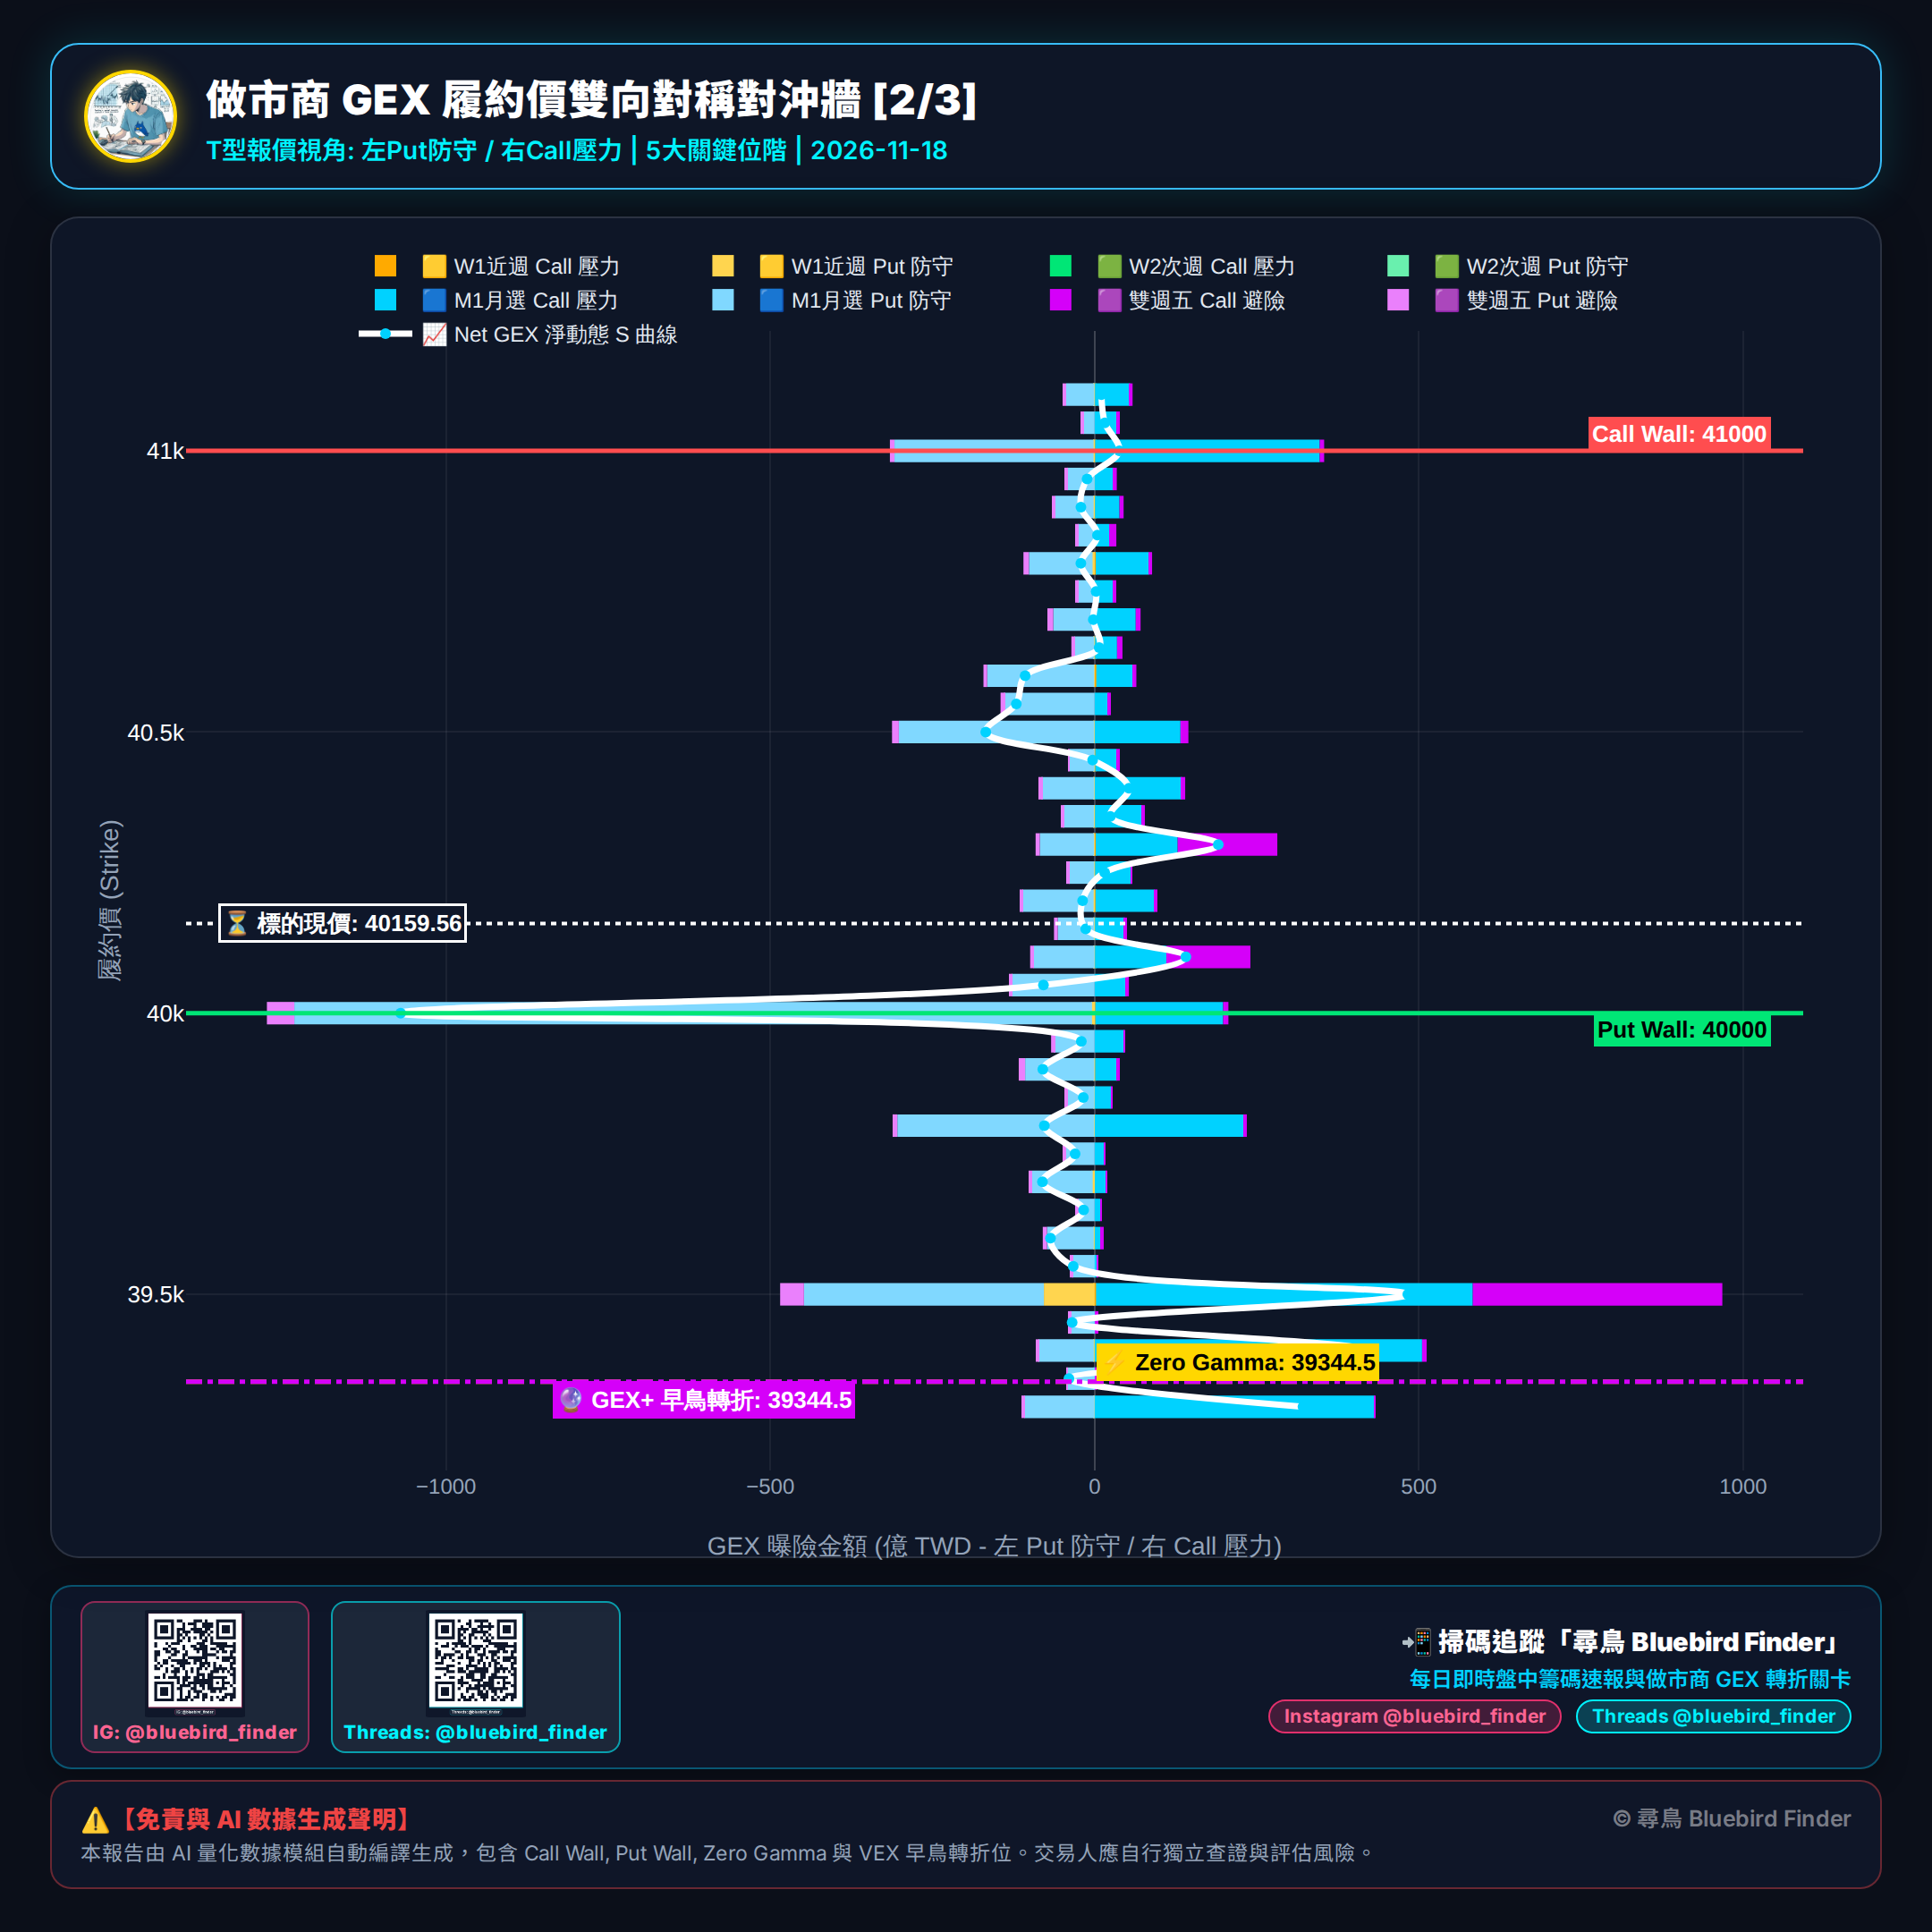 做市商 GEX 履約價雙向對稱對沖牆 [2/3]
T型報價視角: 左Put防守 / 右Call壓力 | 5大關鍵位階 | 2026-11-18
W1近週 Call 壓力
W1近週 Put 防守
W2次週 Call 壓力
W2次週 Put 防守
M1月選 Call 壓力
M1月選 Put 防守
雙週五 Call 避險
雙週五 Put 避險
Net GEX 淨動態 S 曲線
41k
Call Wall: 41000
40.5k
履約價 (Strike)
標的現價: 40159.56
40k
Put Wall: 40000
39.5k
Zero Gamma: 39344.5
GEX+ 早鳥轉折: 39344.5
−1000
−500
0
500
1000
GEX 曝險金額 (億 TWD - 左 Put 防守 / 右 Call 壓力)
IG: @bluebird_finder
Threads: @bluebird_finder
掃碼追蹤「尋鳥 Bluebird Finder」
每日即時盤中籌碼速報與做市商 GEX 轉折關卡
Instagram @bluebird_finder
Threads @bluebird_finder
【免責與 AI 數據生成聲明】
© 尋鳥 Bluebird Finder
本報告由 AI 量化數據模組自動編譯生成，包含 Call Wall, Put Wall, Zero Gamma 與 VEX 早鳥轉折位。交易人應自行獨立查證與評估風險。